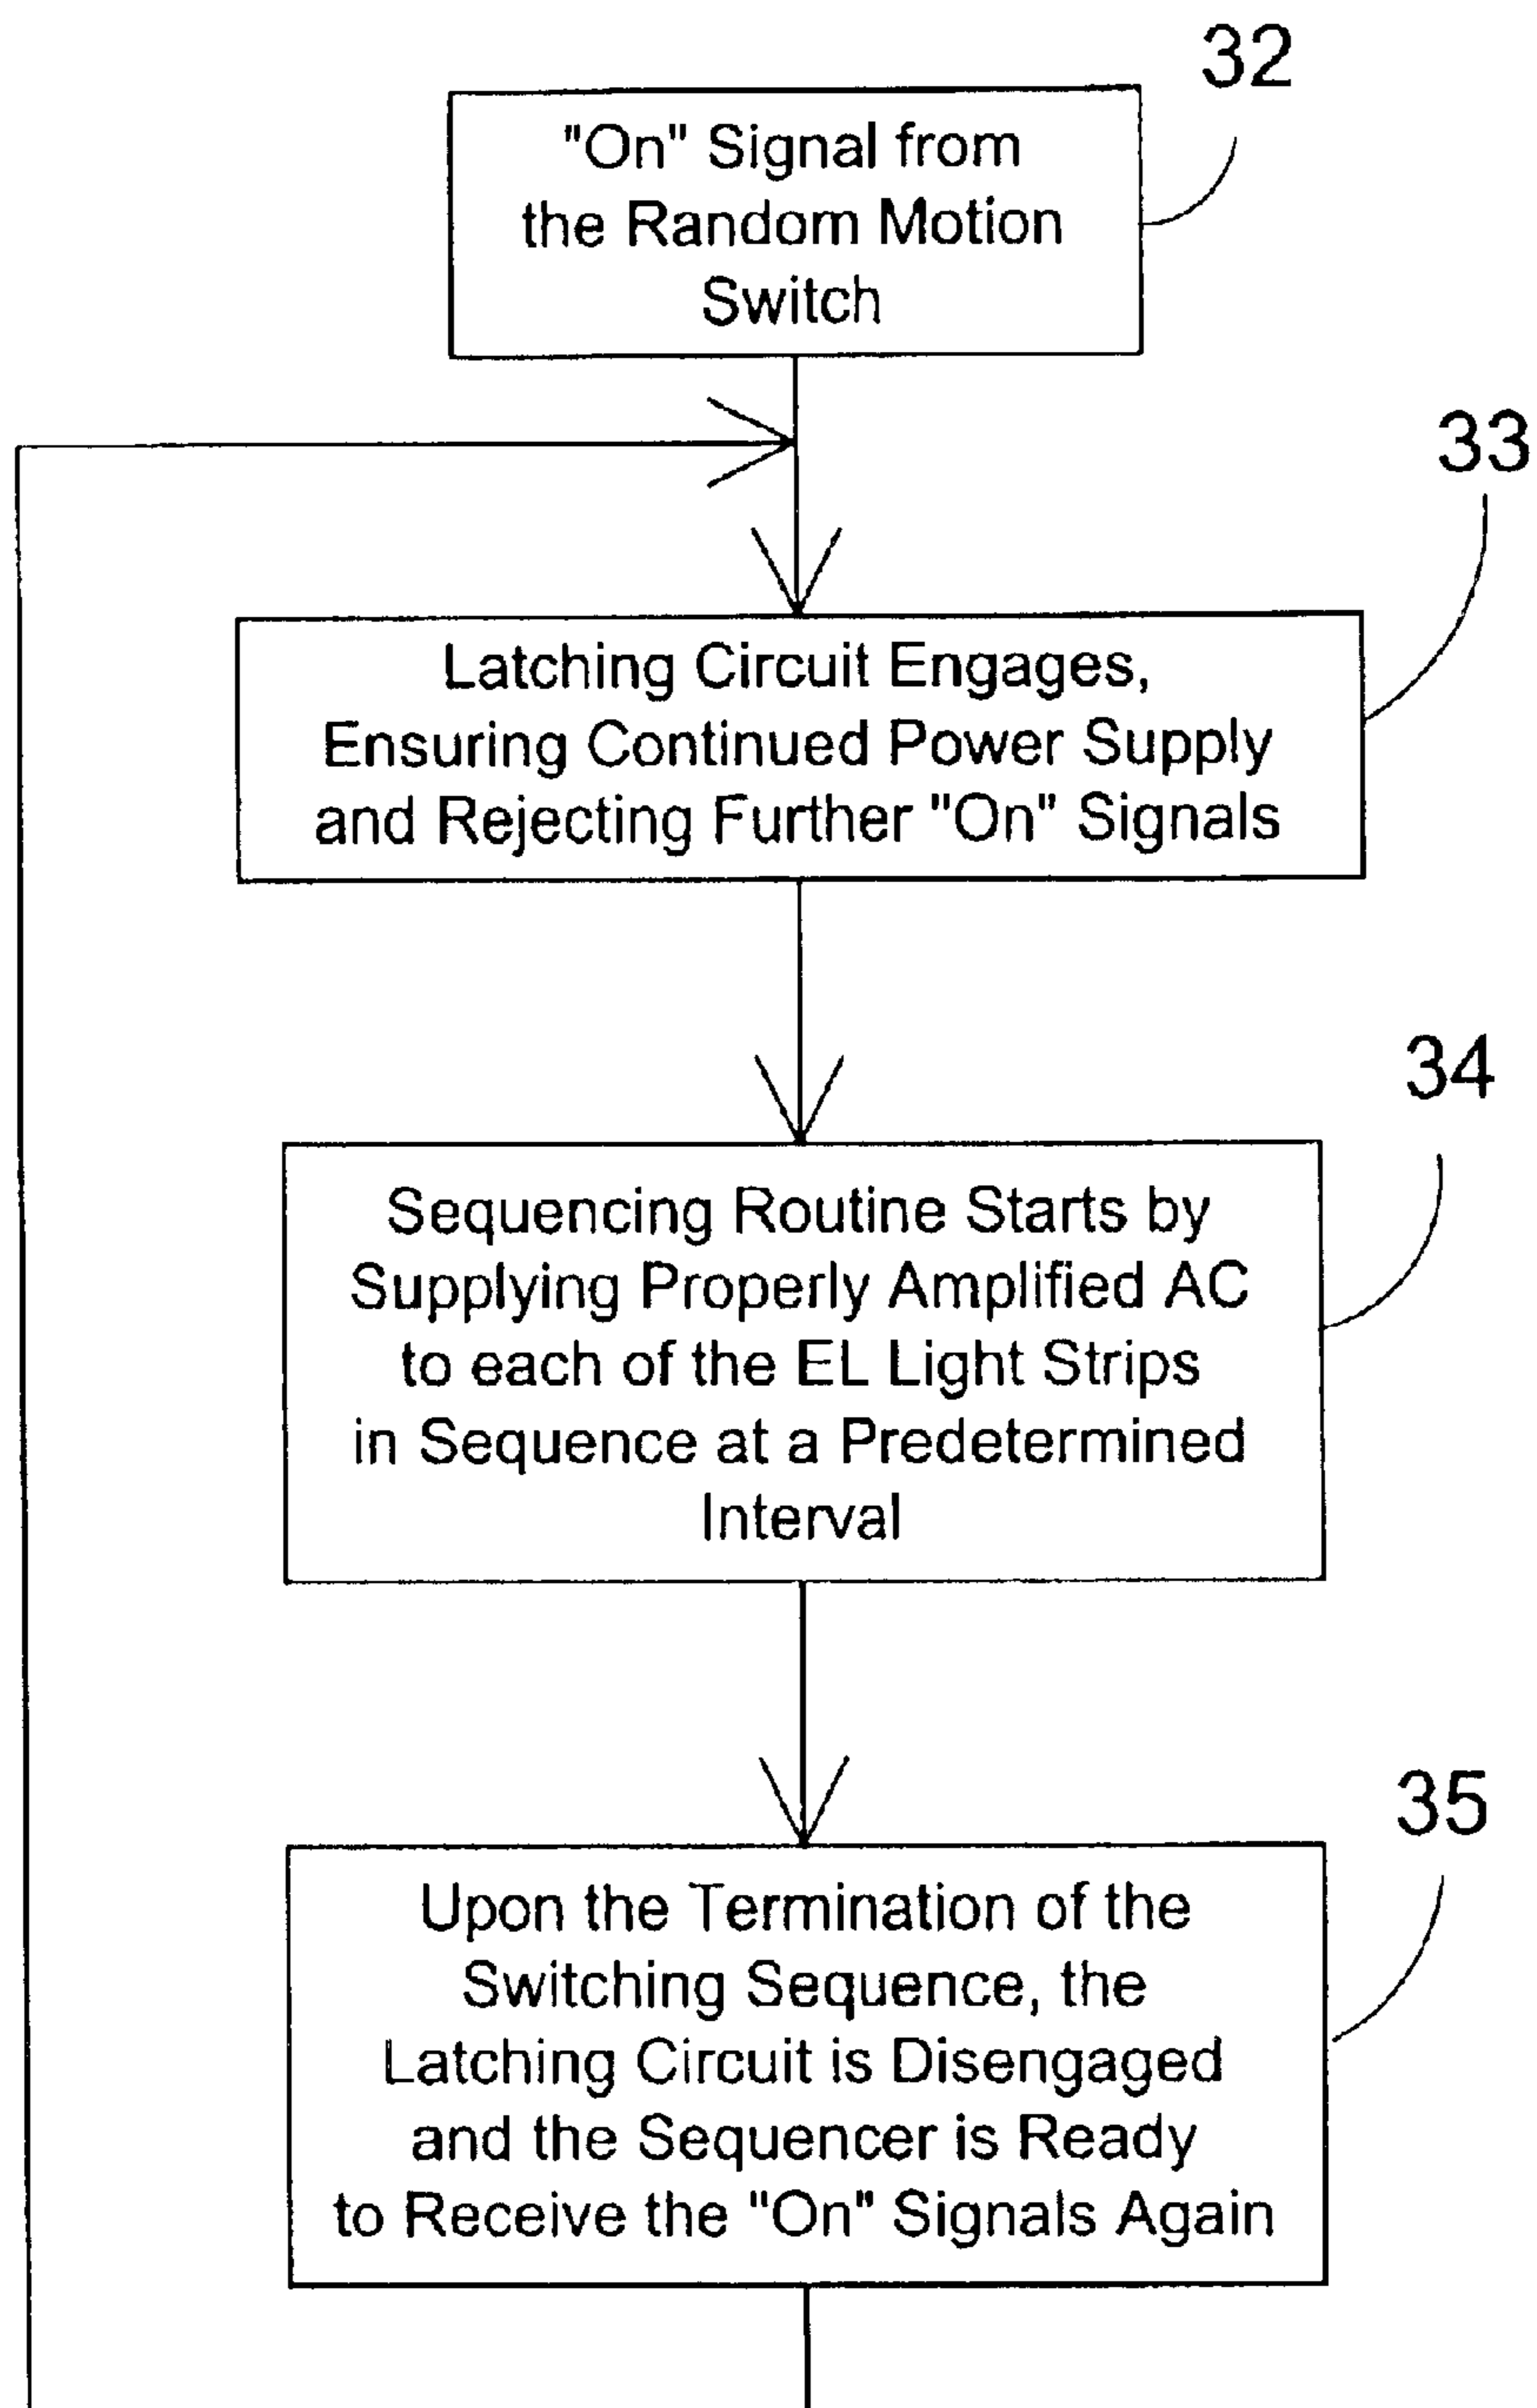 32
"On" Signal from
the Random Motion
Switch
33
Latching Circuit Engages,
Ensuring Continued Power Supply
and Rejecting Further "On" Signals
34
Sequencing Routine Starts by
Supplying Properly Amplified AC
to each of the EL Light Strips
in Sequence at a Predetermined
Interval
35
Upon the Termination of the
Switching Sequence, the
Latching Circuit is Disengaged
and the Sequencer is Ready
to Receive the "On" Signals Again